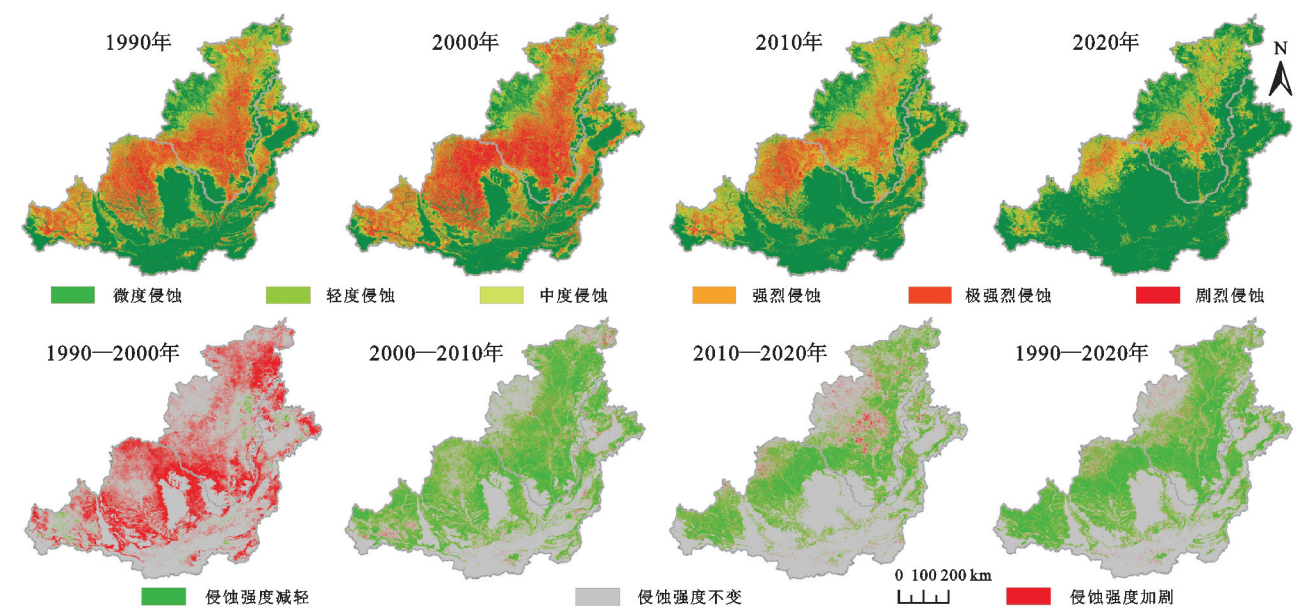 1990年
2000年
2010年
2020年
N
微度侵蚀
轻度侵蚀
中度侵蚀
强烈侵蚀
极强烈侵蚀
剧烈侵蚀
1990—2000年
2000—2010年
2010—2020年
1990—2020年
侵蚀强度减轻
侵蚀强度不变
0 100 200 km
侵蚀强度加剧